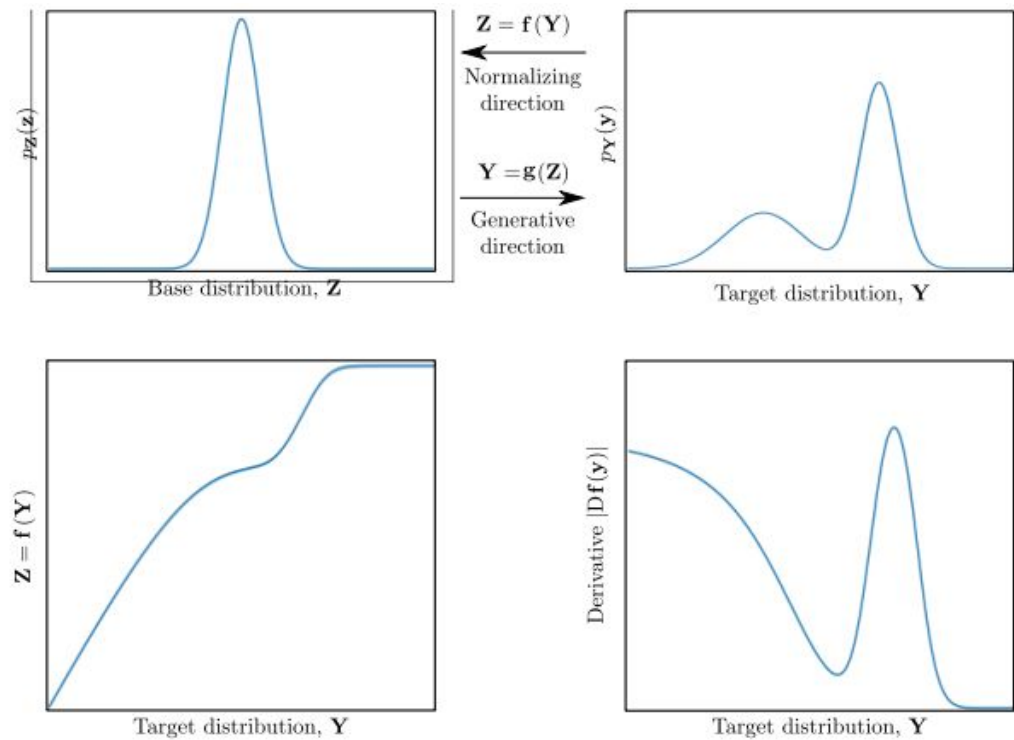 p_Z(z)
Base distribution, Z
Z = f(Y)
Normalizing
direction
Y = g(Z)
Generative
direction
p_Y(y)
Target distribution, Y
Z = f(Y)
Target distribution, Y
Derivative |Df(y)|
Target distribution, Y